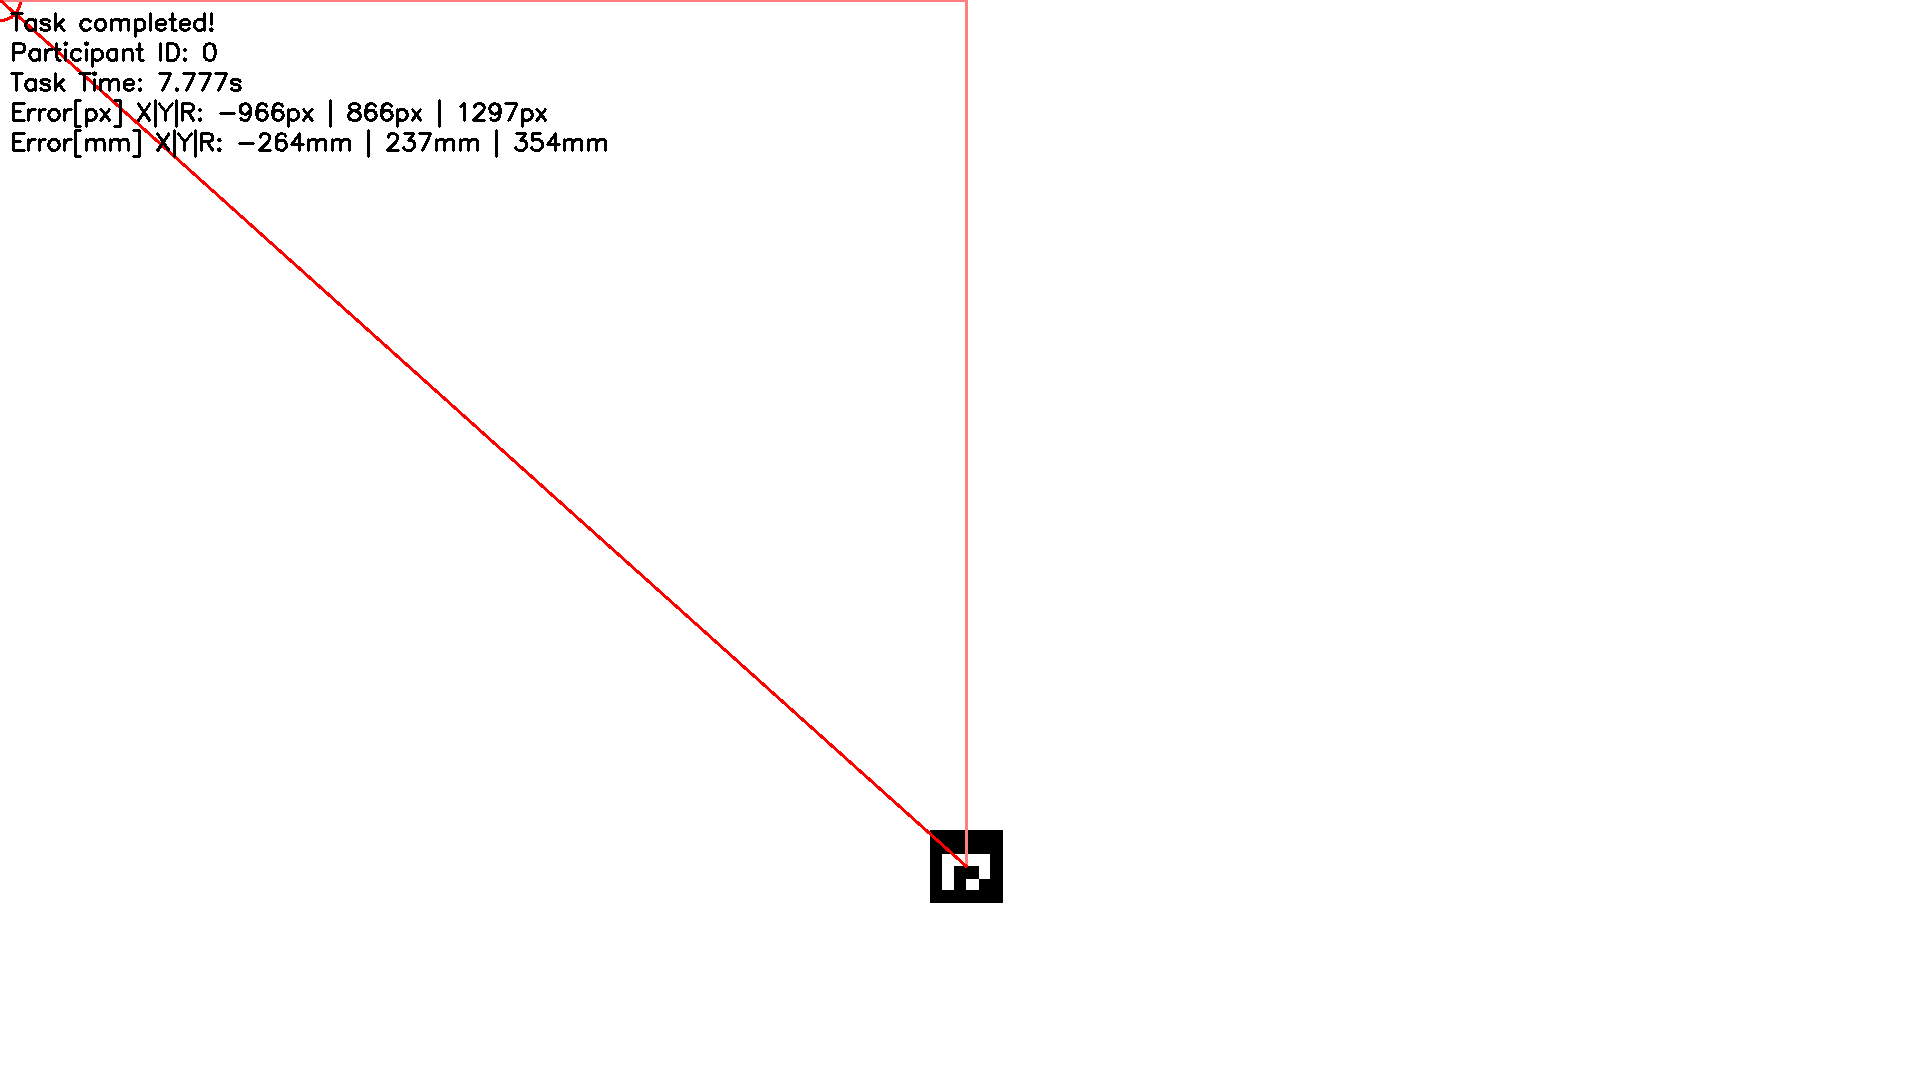 Task completed!
Participant ID: 0
Task Time: 7.777s
Error[px] X|Y|R: -966px | 866px | 1297px
Error[mm] X|Y|R: -264mm | 237mm | 354mm